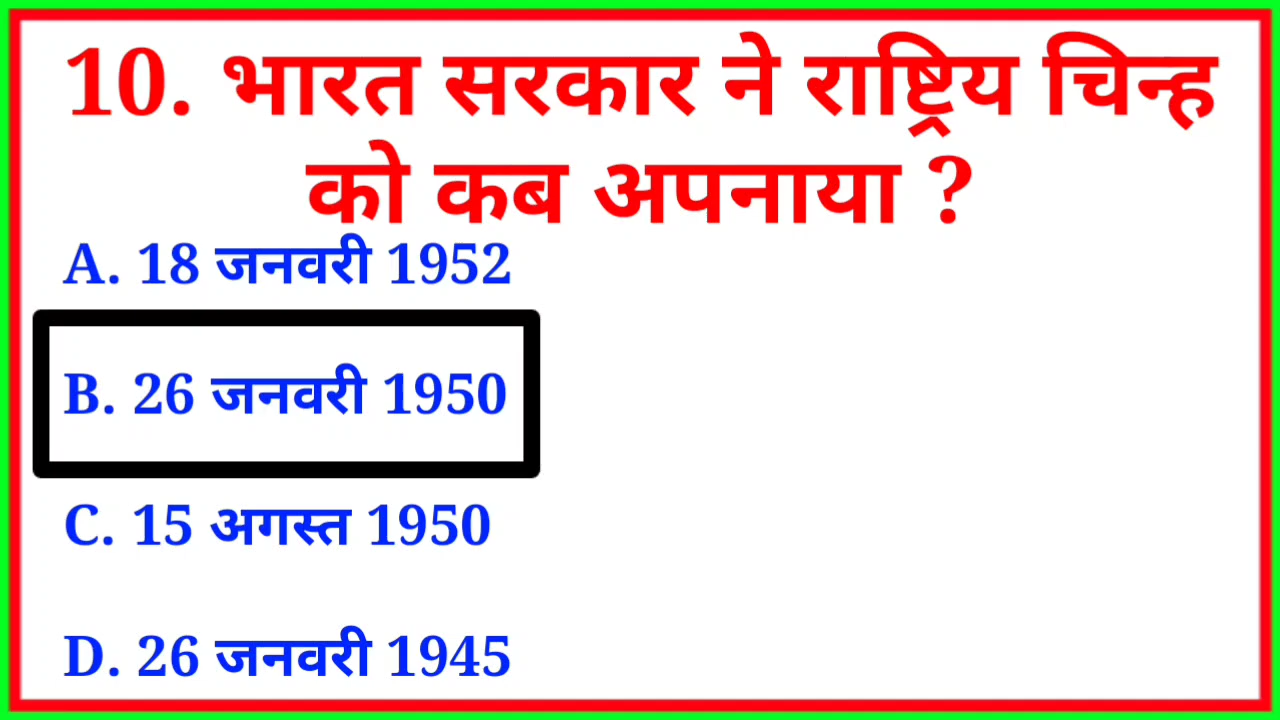 10. भारत सरकार ने राष्ट्रिय चिन्ह
को कब अपनाया ?
A. 18 जनवरी 1952
B. 26 जनवरी 1950
C. 15 अगस्त 1950
D. 26 जनवरी 1945